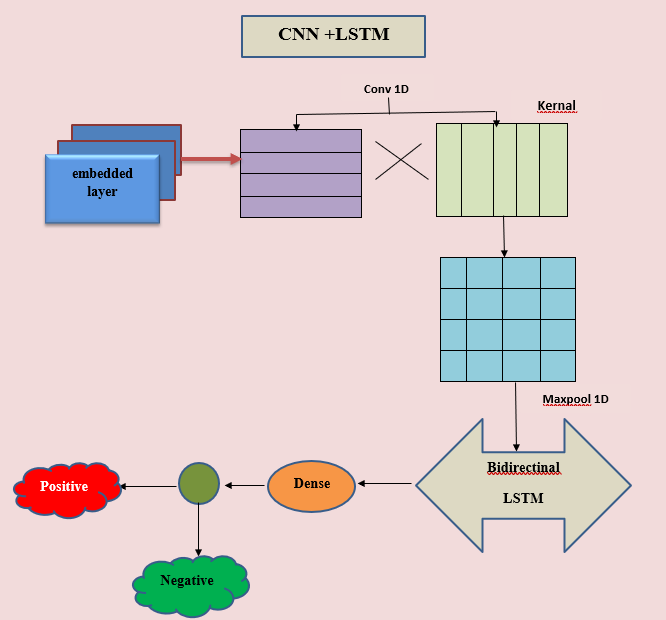 CNN +LSTM
Conv 1D
Kernal
embedded
layer
Maxpool 1D
Bidirectinal
LSTM
Dense
Positive
Negative